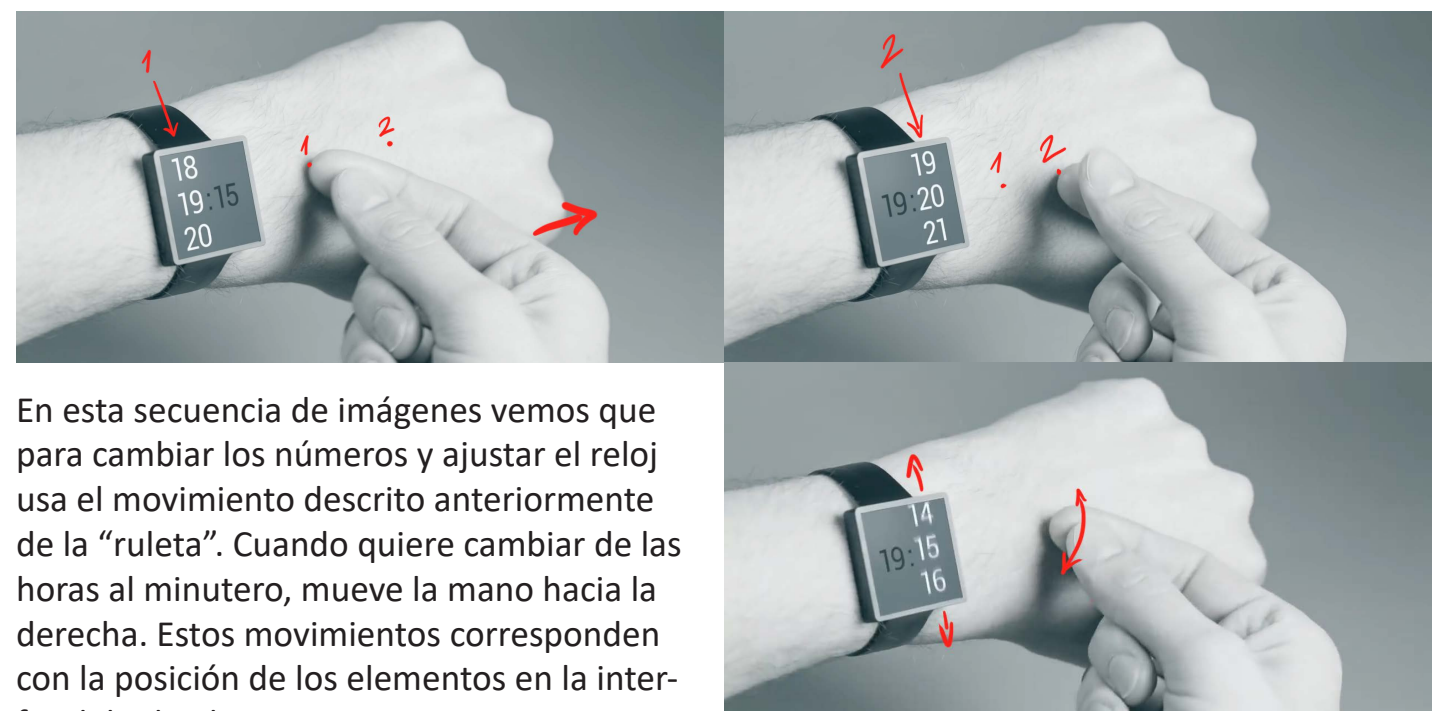 1
1
2
18
19:15
20
2
1
2
19
19:20
21
En esta secuencia de imágenes vemos que
para cambiar los números y ajustar el reloj
usa el movimiento descrito anteriormente
de la “ruleta”. Cuando quiere cambiar de las
horas al minutero, mueve la mano hacia la
derecha. Estos movimientos corresponden
con la posición de los elementos en la inter-
14
19:15
16